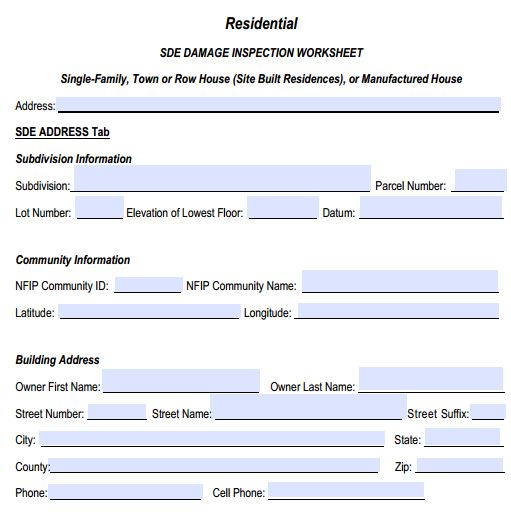 Residential
SDE DAMAGE INSPECTION WORKSHEET
Single-Family, Town or Row House (Site Built Residences), or Manufactured House
Address:
SDE ADDRESS Tab
Subdivision Information
Subdivision: Parcel Number:
Lot Number: Elevation of Lowest Floor: Datum:
Community Information
NFIP Community ID: NFIP Community Name:
Latitude: Longitude:
Building Address
Owner First Name: Owner Last Name:
Street Number: Street Name: Street Suffix:
City: State:
County: Zip:
Phone: Cell Phone: